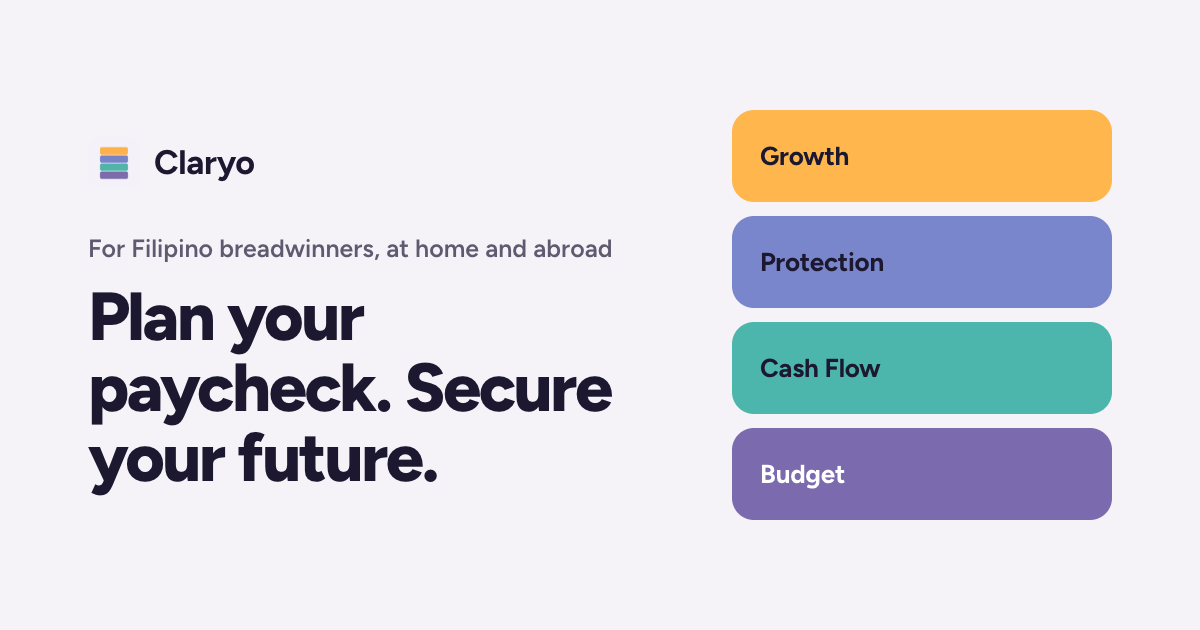 Claryo
For Filipino breadwinners, at home and abroad
Plan your
paycheck. Secure
your future.
Growth
Protection
Cash Flow
Budget